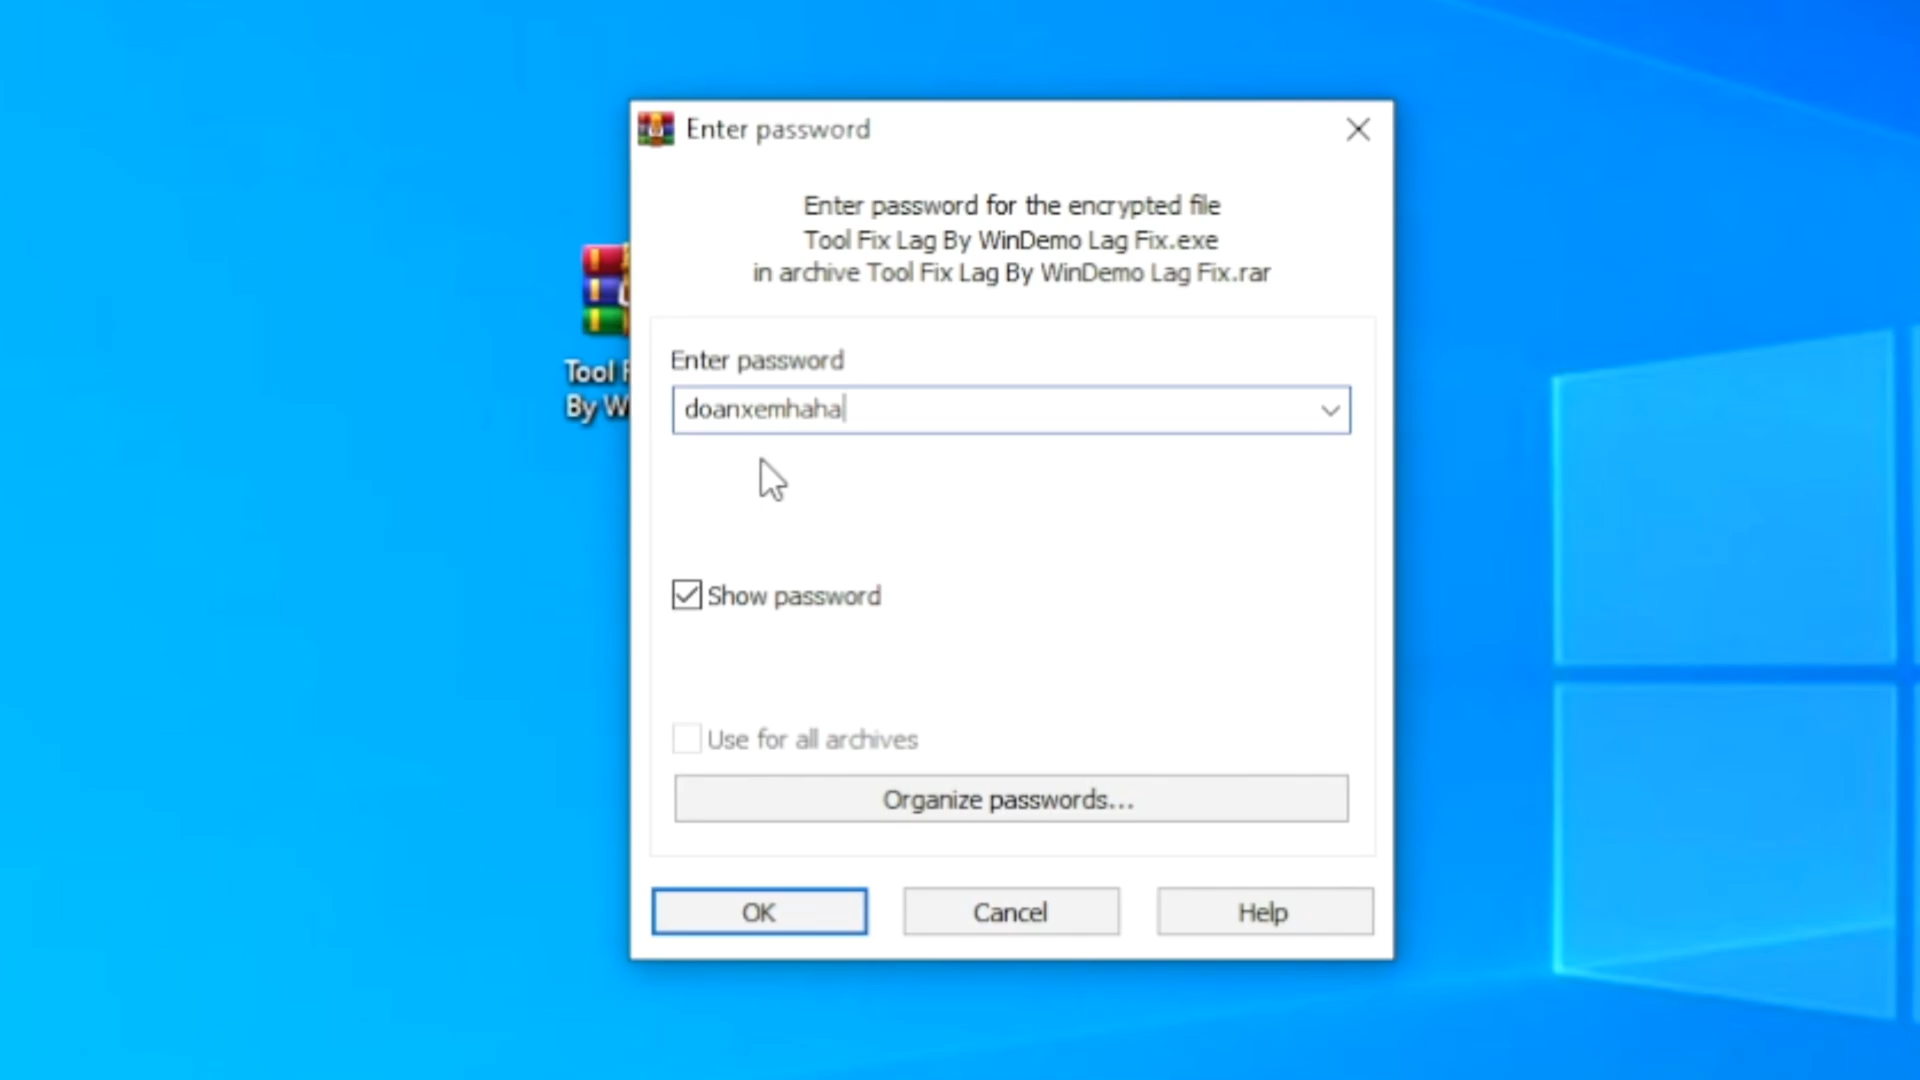 Enter password
Enter password for the encrypted file
Tool Fix Lag By WinDemo Lag Fix.exe
in archive Tool Fix Lag By WinDemo Lag Fix.rar
Tool
By
Enter password
doanxemhaha
Show password
Use for all archives
Organize passwords...
OK
Cancel
Help